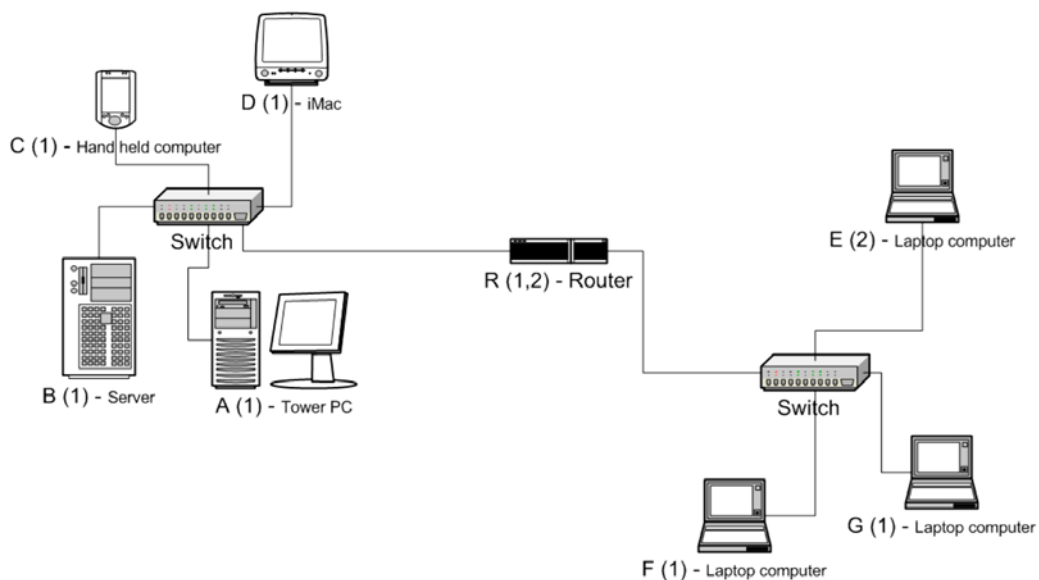 D (1) - iMac
C (1) - Hand held computer
Switch
E (2) - Laptop computer
R (1,2) - Router
B (1) - Server
A (1) - Tower PC
Switch
G (1) - Laptop computer
F (1) - Laptop computer